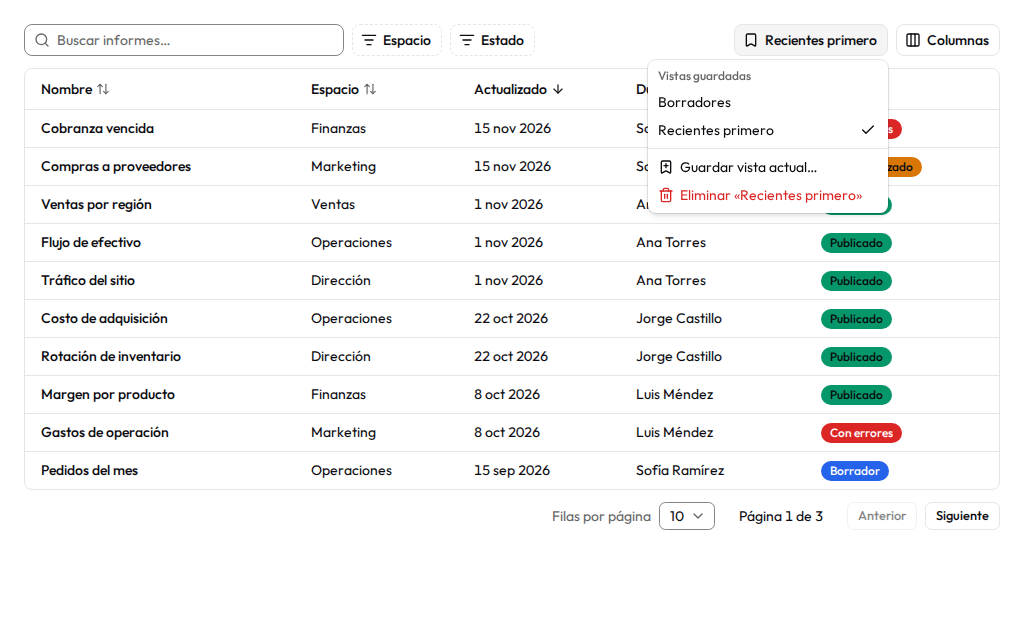 Buscar informes… Espacio Estado Recientes primero Columnas
Nombre Espacio Actualizado
Vistas guardadas
Borradores
Recientes primero
Guardar vista actual…
Eliminar «Recientes primero»
Cobranza vencida Finanzas 15 nov 2026
Compras a proveedores Marketing 15 nov 2026
Ventas por región Ventas 1 nov 2026
Flujo de efectivo Operaciones 1 nov 2026 Ana Torres Publicado
Tráfico del sitio Dirección 1 nov 2026 Ana Torres Publicado
Costo de adquisición Operaciones 22 oct 2026 Jorge Castillo Publicado
Rotación de inventario Dirección 22 oct 2026 Jorge Castillo Publicado
Margen por producto Finanzas 8 oct 2026 Luis Méndez Publicado
Gastos de operación Marketing 8 oct 2026 Luis Méndez Con errores
Pedidos del mes Operaciones 15 sep 2026 Sofía Ramírez Borrador
Filas por página 10 Página 1 de 3 Anterior Siguiente